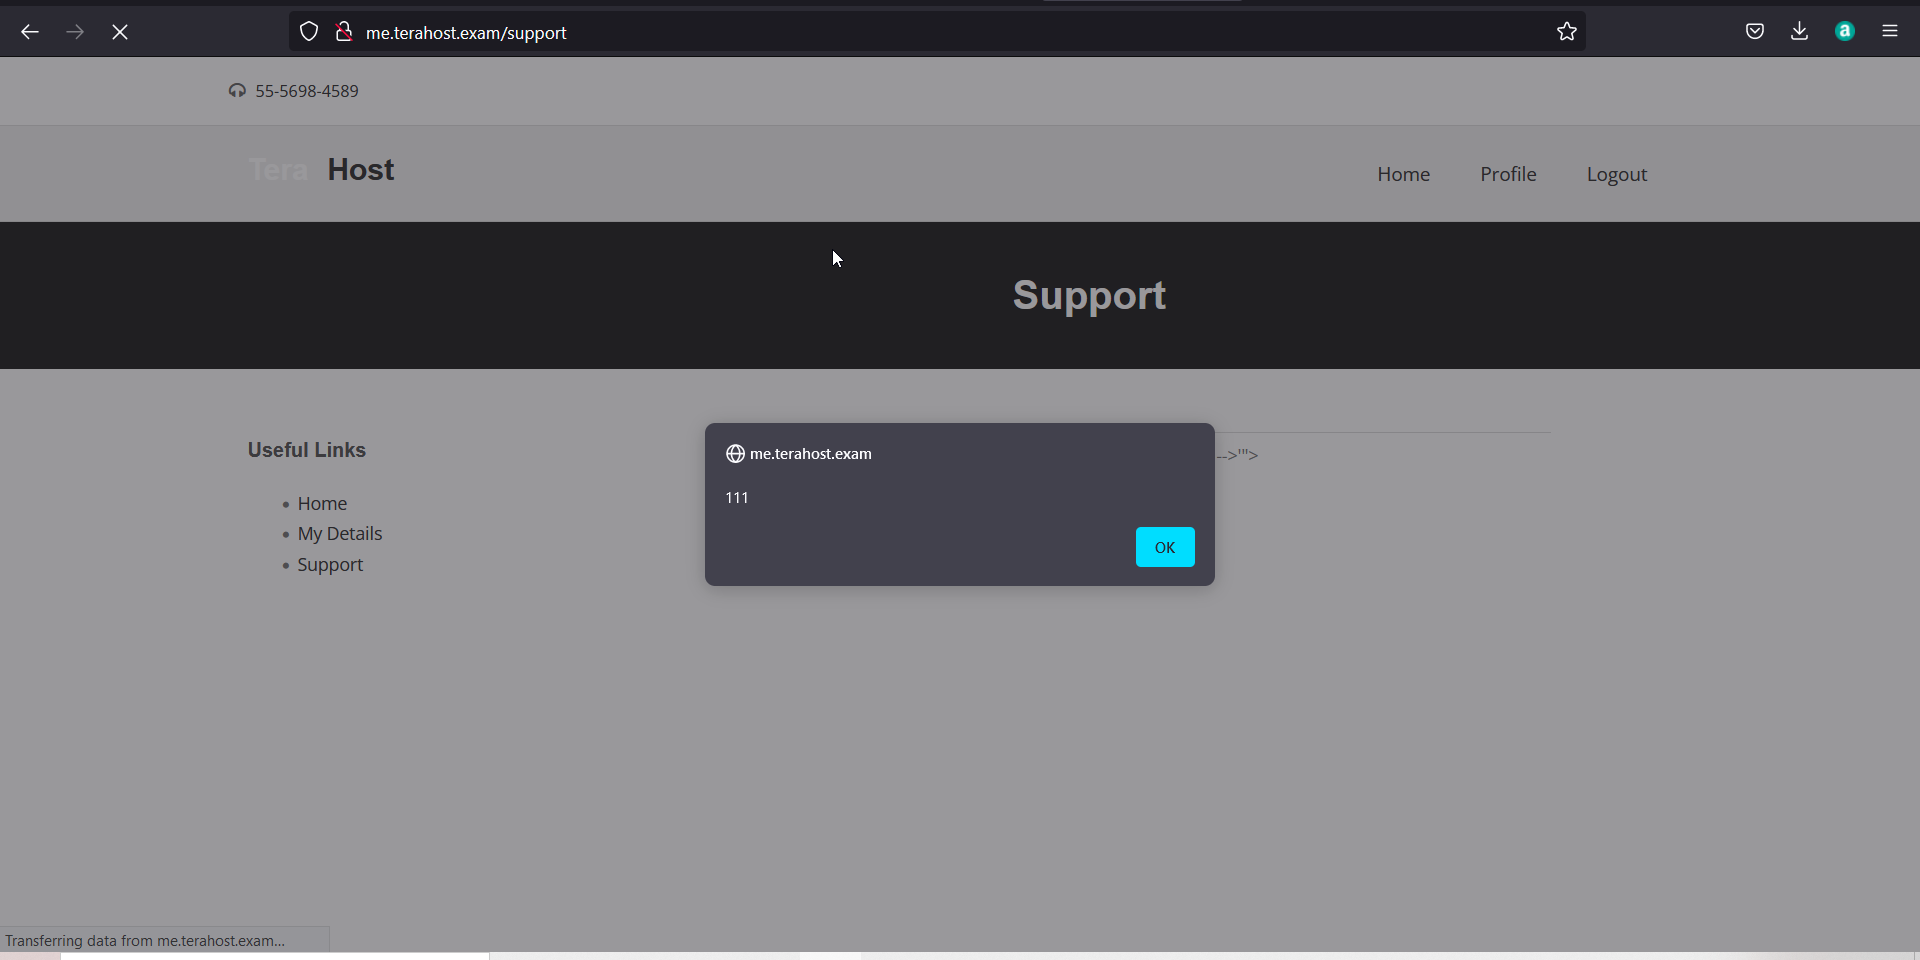 me.terahost.exam/support
a
55-5698-4589
Tera Host
Home Profile Logout
Support
Useful Links
Home
My Details
Support
me.terahost.exam
111
OK
-->'">
Transferring data from me.terahost.exam...